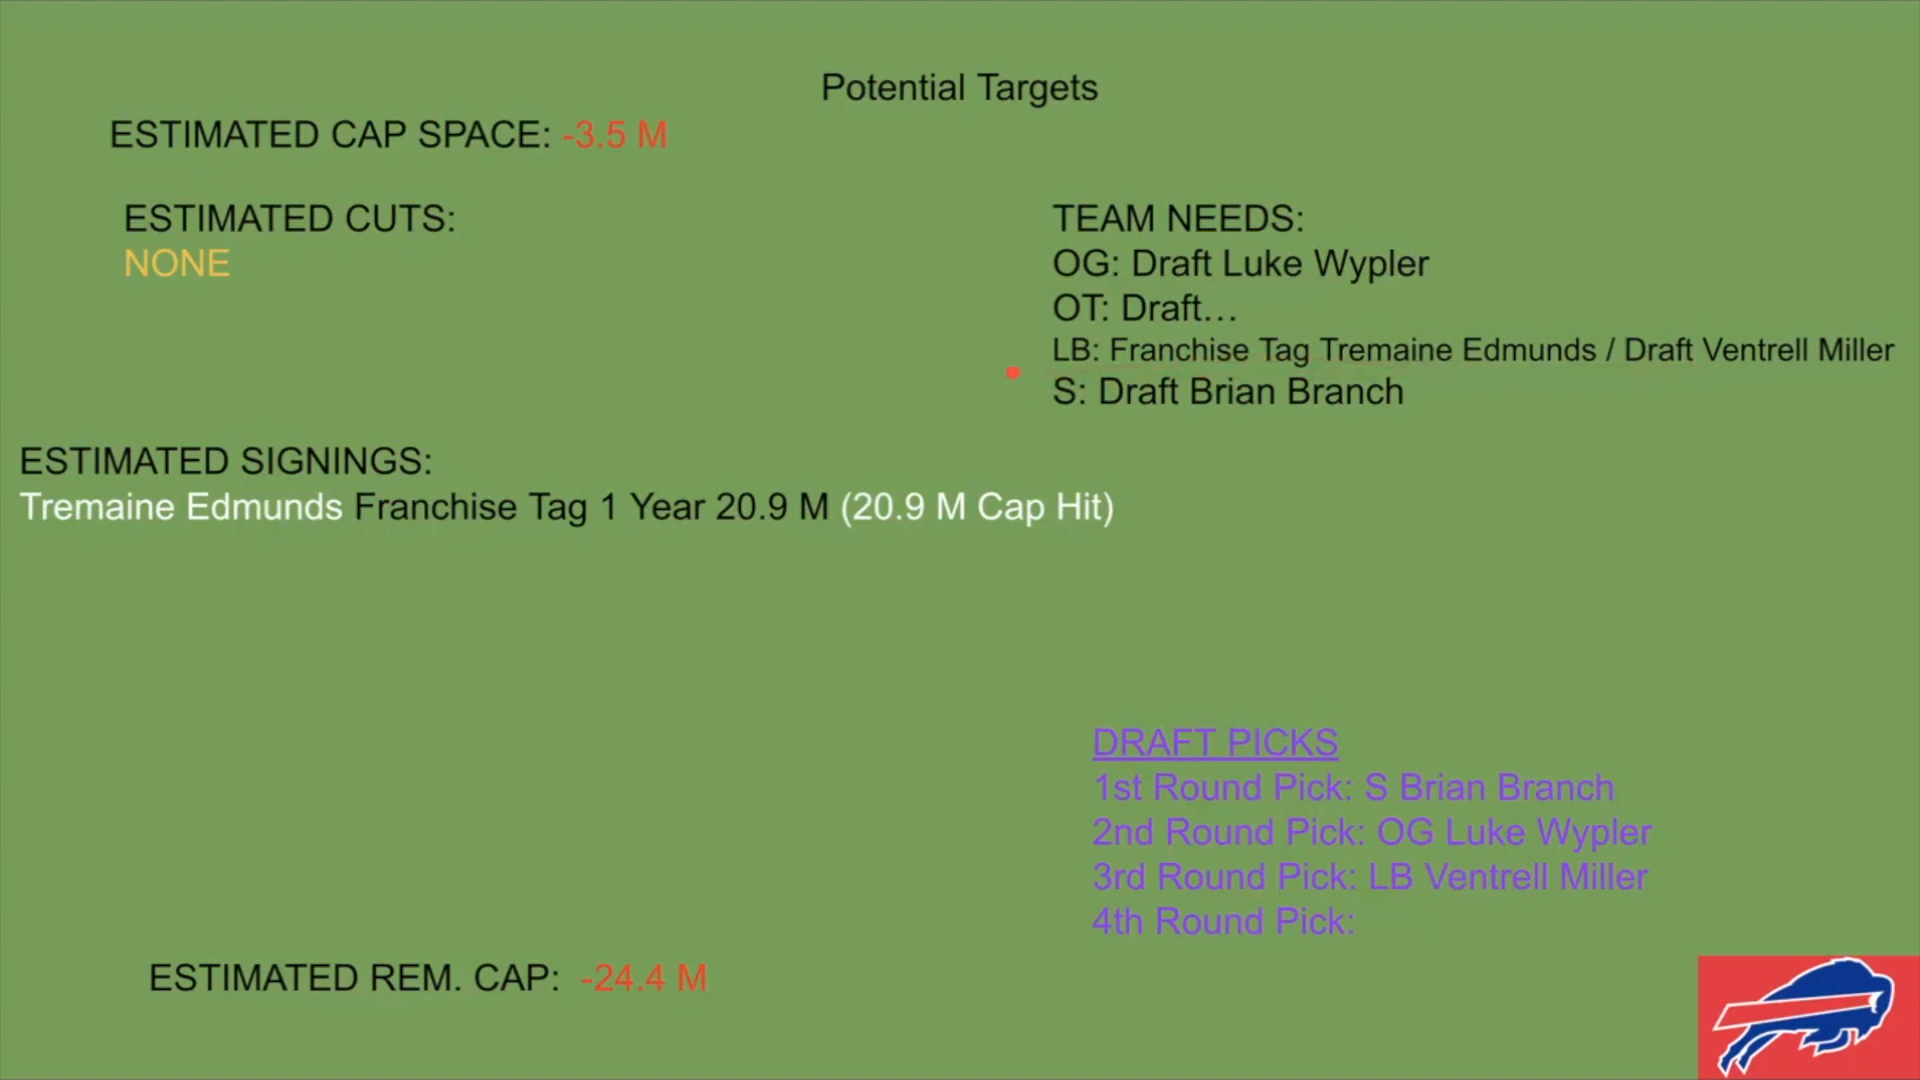 Potential Targets
ESTIMATED CAP SPACE: -3.5 M
ESTIMATED CUTS:
NONE
TEAM NEEDS:
OG: Draft Luke Wypler
OT: Draft…
LB: Franchise Tag Tremaine Edmunds / Draft Ventrell Miller
S: Draft Brian Branch
ESTIMATED SIGNINGS:
Tremaine Edmunds Franchise Tag 1 Year 20.9 M (20.9 M Cap Hit)
DRAFT PICKS
1st Round Pick: S Brian Branch
2nd Round Pick: OG Luke Wypler
3rd Round Pick: LB Ventrell Miller
4th Round Pick:
ESTIMATED REM. CAP: -24.4 M